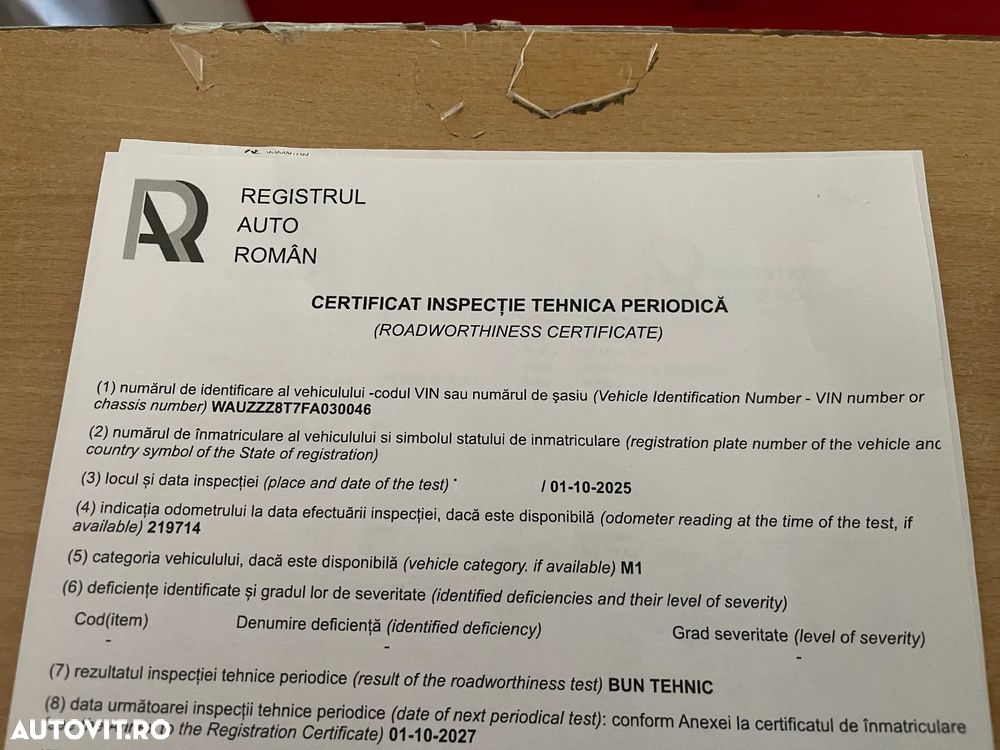 REGISTRUL
AUTO
ROMÂN
CERTIFICAT INSPECȚIE TEHNICA PERIODICĂ
(ROADWORTHINESS CERTIFICATE)
(1) numărul de identificare al vehiculului -codul VIN sau numărul de șasiu (Vehicle Identification Number - VIN number or
chassis number) WAUZZZ8T7FA030046
(2) numărul de înmatriculare al vehiculului si simbolul statului de inmatriculare (registration plate number of the vehicle and
country symbol of the State of registration)
(3) locul și data inspecției (place and date of the test) / 01-10-2025
(4) indicația odometrului la data efectuării inspecției, dacă este disponibilă (odometer reading at the time of the test, if
available) 219714
(5) categoria vehiculului, dacă este disponibilă (vehicle category. if available) M1
(6) deficiențe identificate și gradul lor de severitate (identified deficiencies and their level of severity)
Cod(item) Denumire deficiență (identified deficiency) Grad severitate (level of severity)
- - -
(7) rezultatul inspecției tehnice periodice (result of the roadworthiness test) BUN TEHNIC
(8) data următoarei inspecții tehnice periodice (date of next periodical test): conform Anexei la certificatul de înmatriculare
to the Registration Certificate) 01-10-2027
AUTOVIT.RO